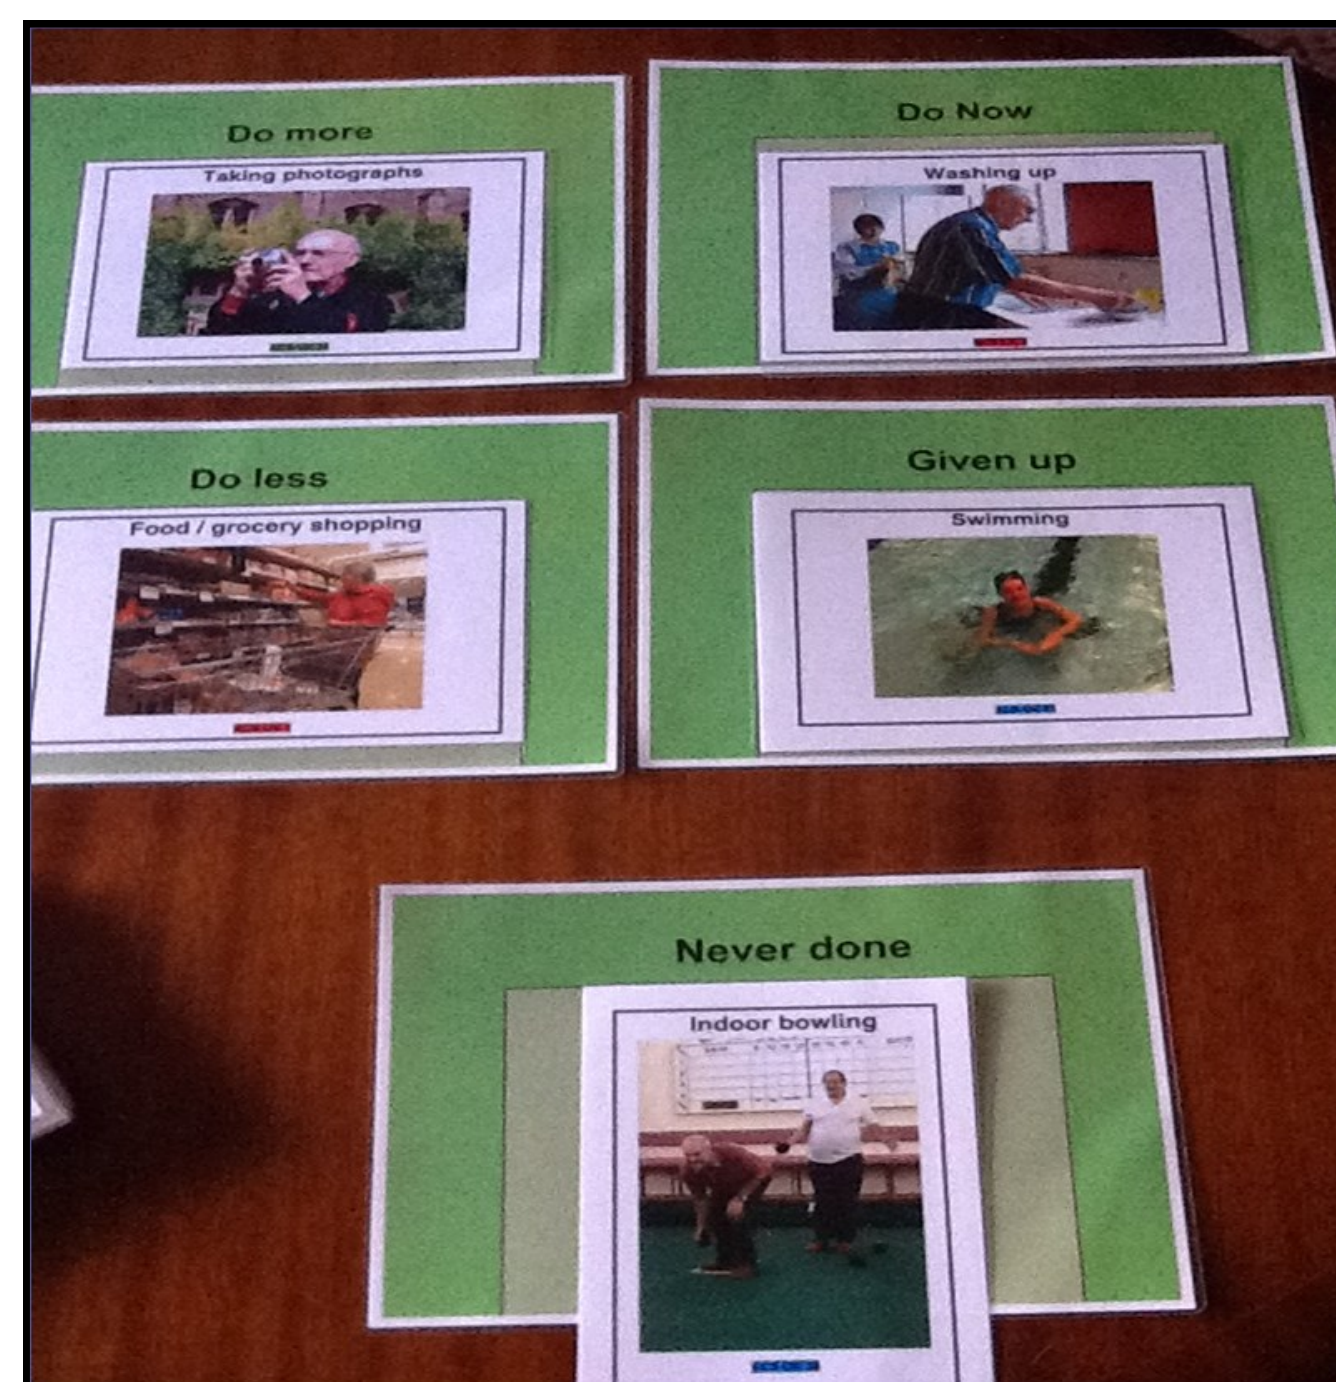 Do more
Taking photographs
Do Now
Washing up
Do less
Food / grocery shopping
Given up
Swimming
Never done
Indoor bowling